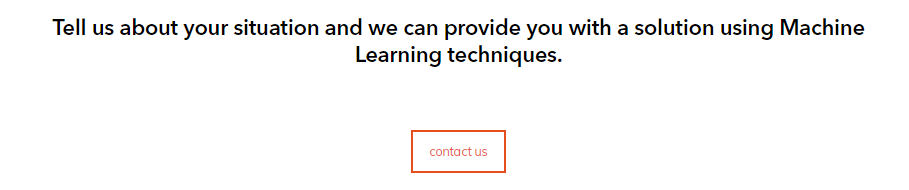 Tell us about your situation and we can provide you with a solution using Machine
Learning techniques.
contact us